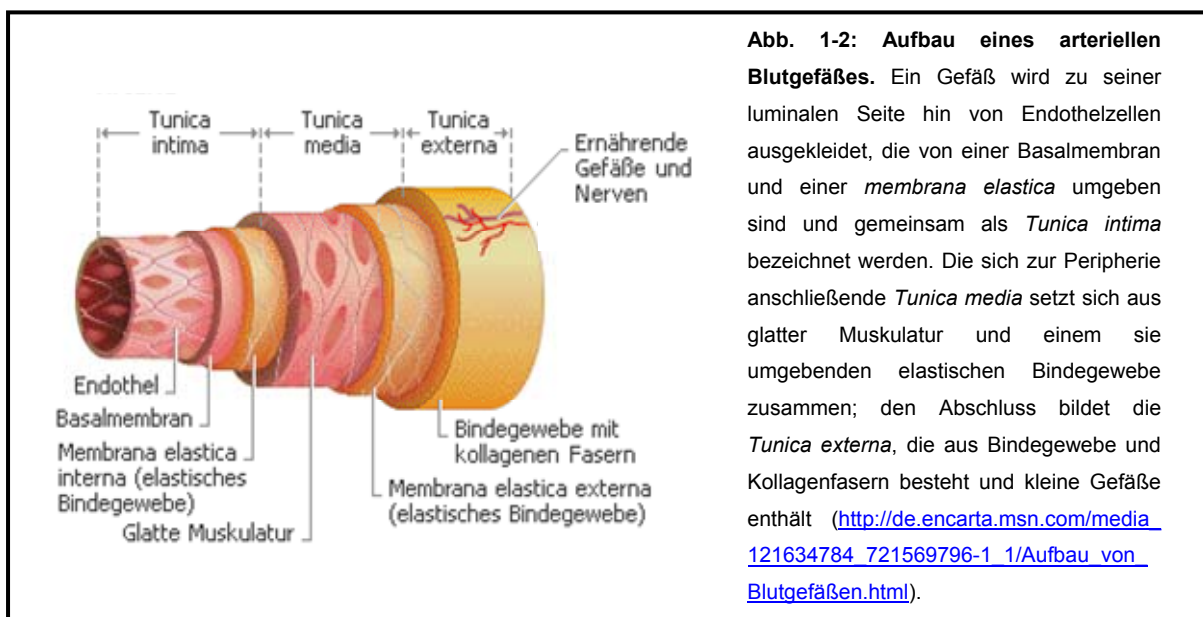 Tunica
intima
Tunica
media
Tunica
externa
Ernährende
Gefäße und
Nerven
Endothel
Basalmembran
Membrana elastica
interna (elastisches
Bindegewebe)
Glatte Muskulatur
Bindegewebe mit
kollagenen Fasern
Membrana elastica externa
(elastisches Bindegewebe)
Abb. 1-2: Aufbau eines arteriellen
Blutgefäßes. Ein Gefäß wird zu seiner
luminalen Seite hin von Endothelzellen
ausgekleidet, die von einer Basalmembran
und einer membrana elastica umgeben
sind und gemeinsam als Tunica intima
bezeichnet werden. Die sich zur Peripherie
anschließende Tunica media setzt sich aus
glatter Muskulatur und einem sie
umgebenden elastischen Bindegewebe
zusammen; den Abschluss bildet die
Tunica externa, die aus Bindegewebe und
Kollagenfasern besteht und kleine Gefäße
enthält (http://de.encarta.msn.com/media_
121634784_721569796-1_1/Aufbau_von_
Blutgefäßen.html).